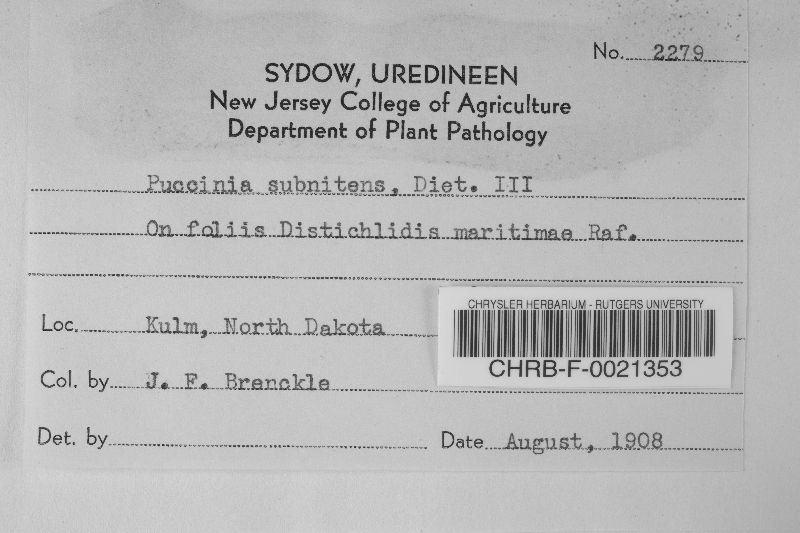 No. 2279
SYDOW, UREDINEEN
New Jersey College of Agriculture
Department of Plant Pathology
Puccinia subnitens, Diet. III
On foliis Distichlidis maritimae Raf.
CHRYSLER HERBARIUM - RUTGERS UNIVERSITY
CHRB-F-0021353
Loc. Kulm, North Dakota
Col. by J. F. Brenckle
Det. by
Date August, 1908